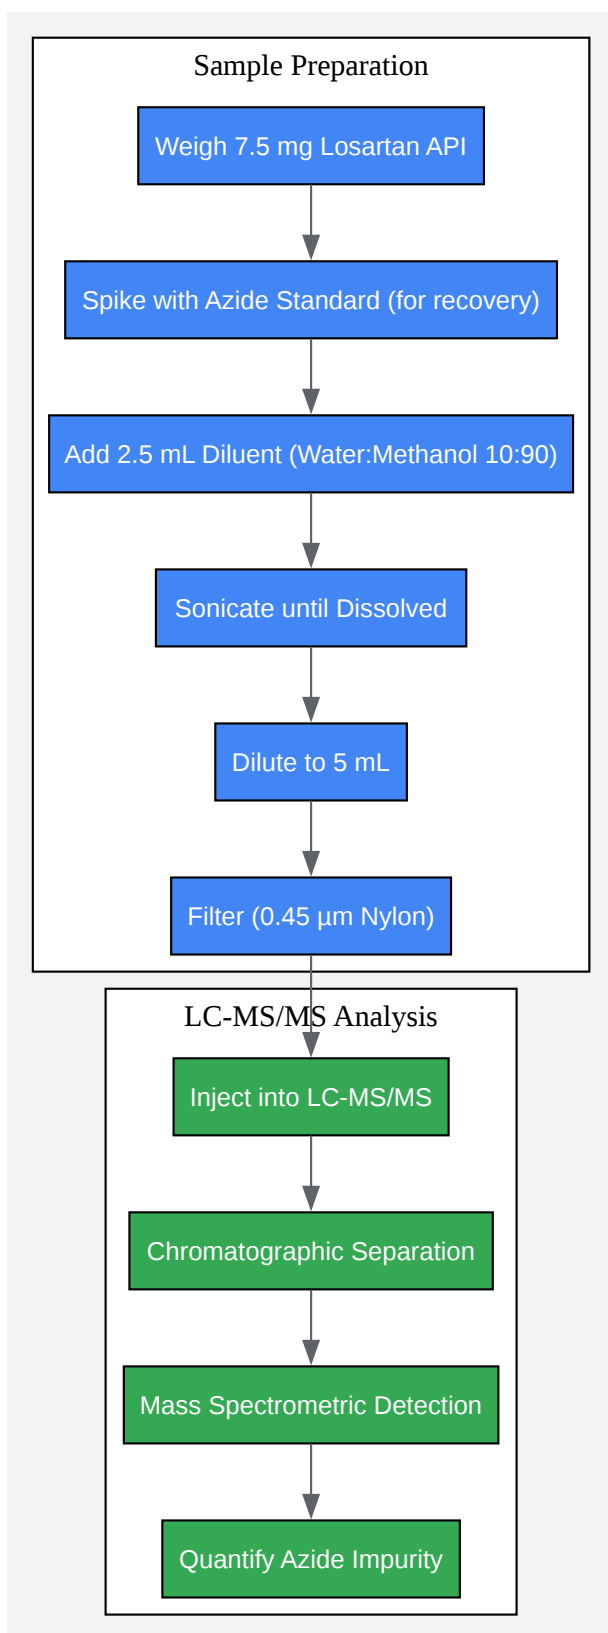 Sample Preparation
Weigh 7.5 mg Losartan API
Spike with Azide Standard (for recovery)
Add 2.5 mL Diluent (Water:Methanol 10:90)
Sonicate until Dissolved
Dilute to 5 mL
Filter (0.45 µm Nylon)
LC-MS/MS Analysis
Inject into LC-MS/MS
Chromatographic Separation
Mass Spectrometric Detection
Quantify Azide Impurity